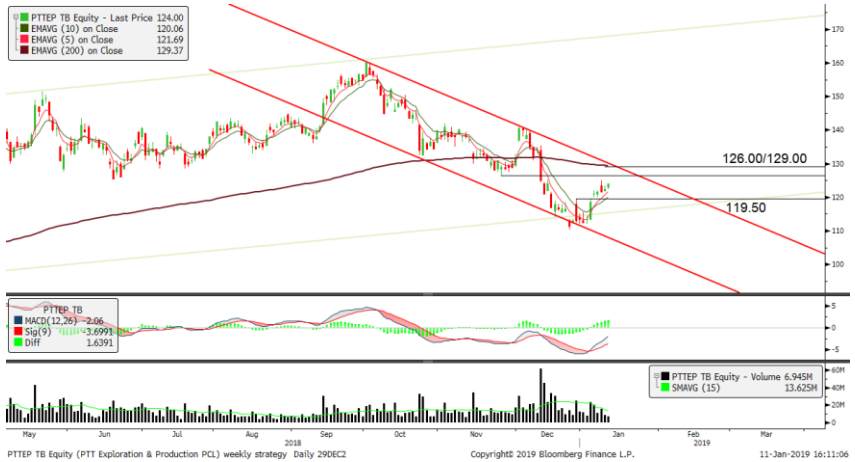 PTTEP TB Equity - Last Price 124.00
EMAVG (10) on Close 120.06
EMAVG (5) on Close 121.69
EMAVG (200) on Close 129.37
170
160
150
140
130
120
110
100
126.00/129.00
119.50
PTTEP TB
MACD(12,26) -2.06
Sig(9) -3.6991
Diff 1.6391
5
0
-5
PTTEP TB Equity - Volume 6.945M
SMAVG (15) 13.625M
60M
40M
20M
0
May Jun Jul Aug Sep Oct Nov Dec Jan Feb Mar
2018 2019
PTTEP TB Equity (PTT Exploration & Production PCL) weekly strategy Daily 29DEC2 Copyright© 2019 Bloomberg Finance L.P. 11-Jan-2019 16:11:06